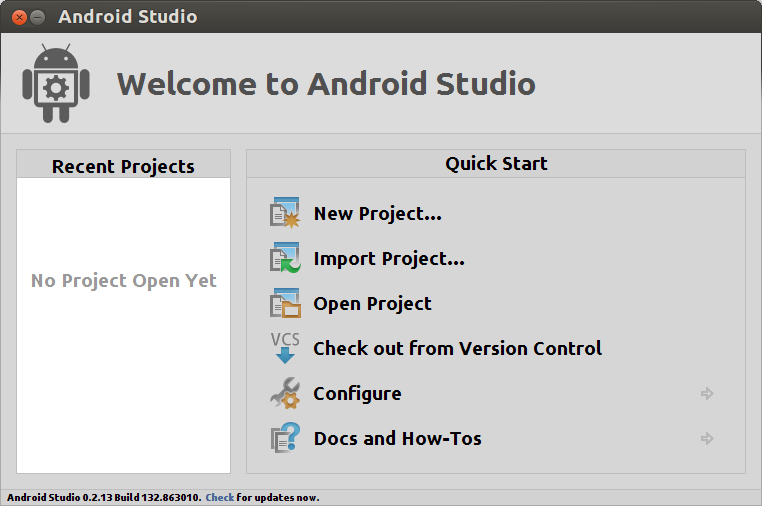 Android Studio
Welcome to Android Studio
Recent Projects
No Project Open Yet
Quick Start
New Project...
Import Project...
Open Project
VCS
Check out from Version Control
Configure
Docs and How-Tos
Android Studio 0.2.13 Build 132.863010. Check for updates now.